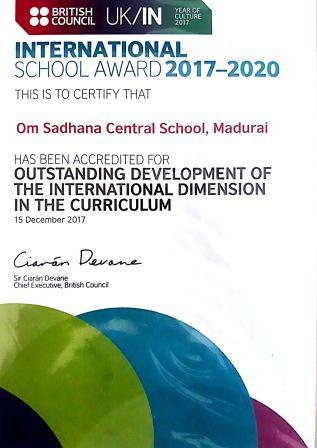 BRITISH
COUNCIL
UK/IN
YEAR OF
CULTURE
2017
INTERNATIONAL
SCHOOL AWARD 2017–2020
THIS IS TO CERTIFY THAT
Om Sadhana Central School, Madurai
HAS BEEN ACCREDITED FOR
OUTSTANDING DEVELOPMENT OF
THE INTERNATIONAL DIMENSION
IN THE CURRICULUM
15 December 2017
Ciarán Devane
Sir Ciarán Devane
Chief Executive, British Council